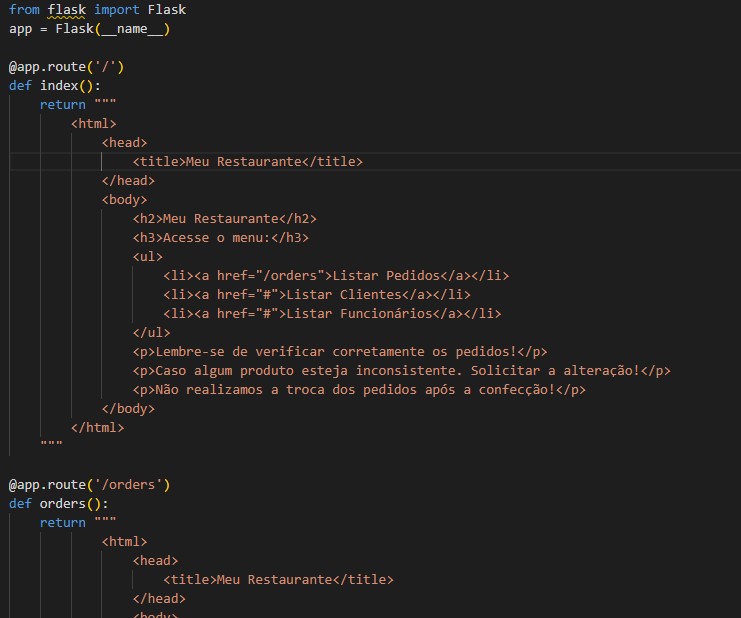 from flask import Flask
app = Flask(__name__)
@app.route('/')
def index():
return """
<html>
<head>
<title>Meu Restaurante</title>
</head>
<body>
<h2>Meu Restaurante</h2>
<h3>Acesse o menu:</h3>
<ul>
<li><a href="/orders">Listar Pedidos</a></li>
<li><a href="#">Listar Clientes</a></li>
<li><a href="#">Listar Funcionários</a></li>
</ul>
<p>Lembre-se de verificar corretamente os pedidos!</p>
<p>Caso algum produto esteja inconsistente. Solicitar a alteração!</p>
<p>Não realizamos a troca dos pedidos após a confecção!</p>
</body>
</html>
"""
@app.route('/orders')
def orders():
return """
<html>
<head>
<title>Meu Restaurante</title>
</head>
<body>